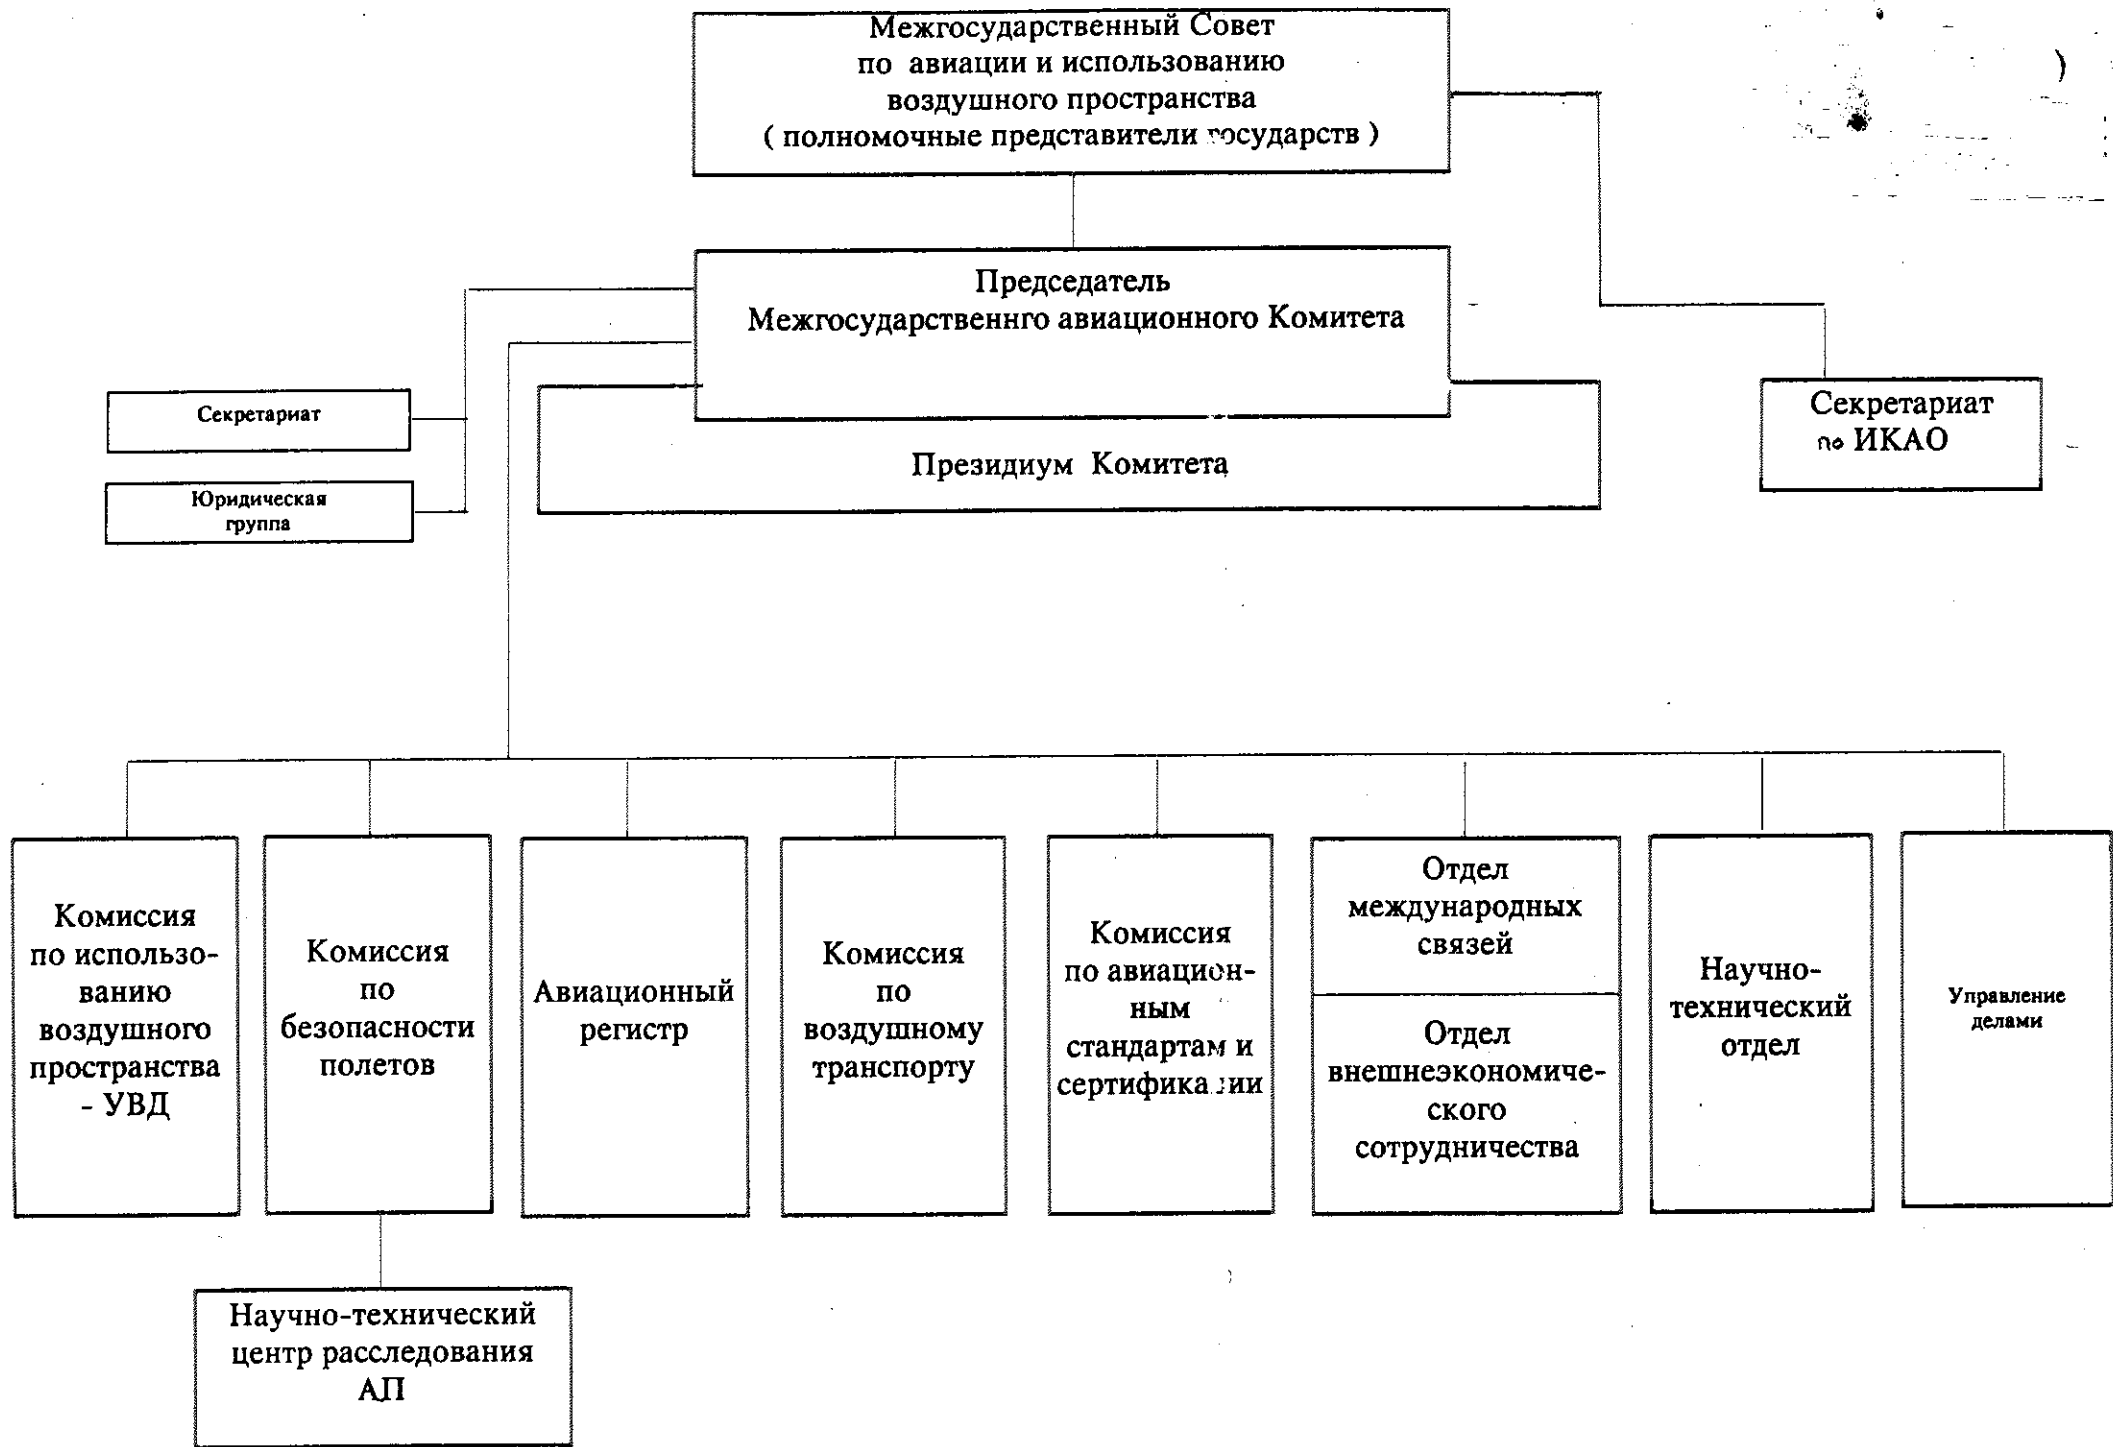 Межгосударственный Совет
по авиации и использованию
воздушного пространства
( полномочные представители государств )
Председатель
Межгосударственнго авиационного Комитета
Секретариат
Юридическая
группа
Президиум Комитета
Секретариат
по ИКАО
Комиссия
по использо-
ванию
воздушного
пространства
- УВД
Комиссия
по
безопасности
полетов
Авиационный
регистр
Комиссия
по
воздушному
транспорту
Комиссия
по авиацион-
ным
стандартам и
сертификации
Отдел
международных
связей
Отдел
внешнеэкономиче-
ского
сотрудничества
Научно-
технический
отдел
Управление
делами
Научно-технический
центр расследования
АП